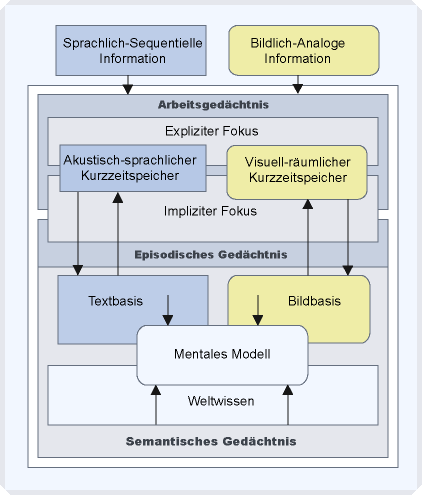 Sprachlich-Sequentielle
Information
Bildlich-Analoge
Information
Arbeitsgedächtnis
Expliziter Fokus
Akustisch-sprachlicher
Kurzzeitspeicher
Visuell-räumlicher
Kurzzeitspeicher
Impliziter Fokus
Episodisches Gedächtnis
Textbasis
Bildbasis
Mentales Modell
Weltwissen
Semantisches Gedächtnis